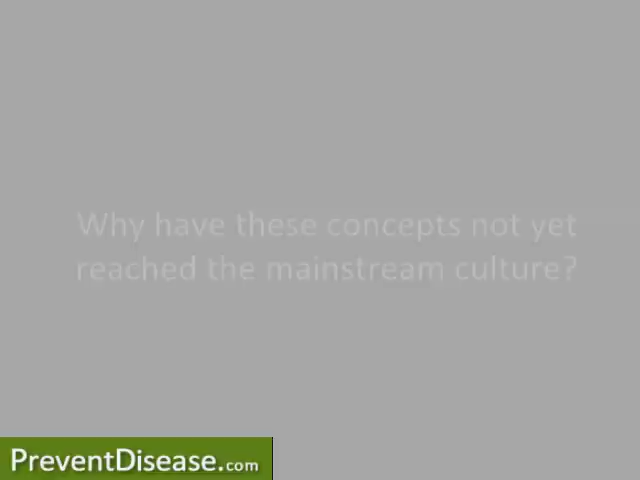 Why have these concepts not yet
reached the mainstream culture?
PreventDisease.com